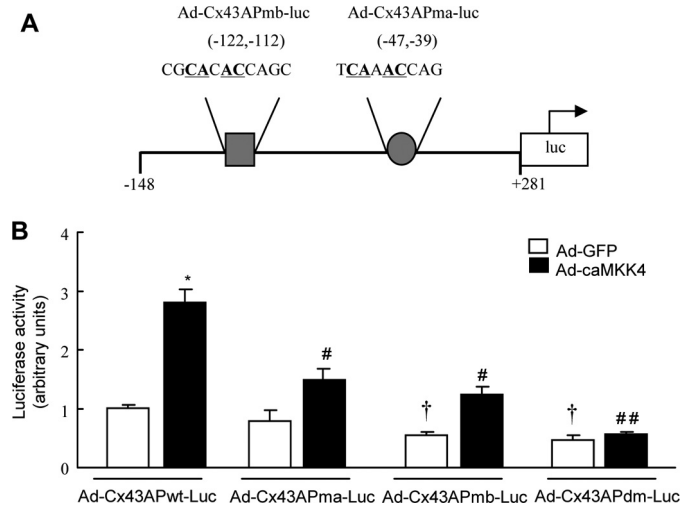 A
Ad-Cx43APmb-luc
(-122,-112)
CGCACACCAGC
Ad-Cx43APma-luc
(-47,-39)
TCAAACCAG
luc
-148
+281
B
Luciferase activity
(arbitrary units)
4
3
2
1
0
Ad-GFP
Ad-caMKK4
*
#
†
#
†
##
Ad-Cx43APwt-Luc
Ad-Cx43APma-Luc
Ad-Cx43APmb-Luc
Ad-Cx43APdm-Luc